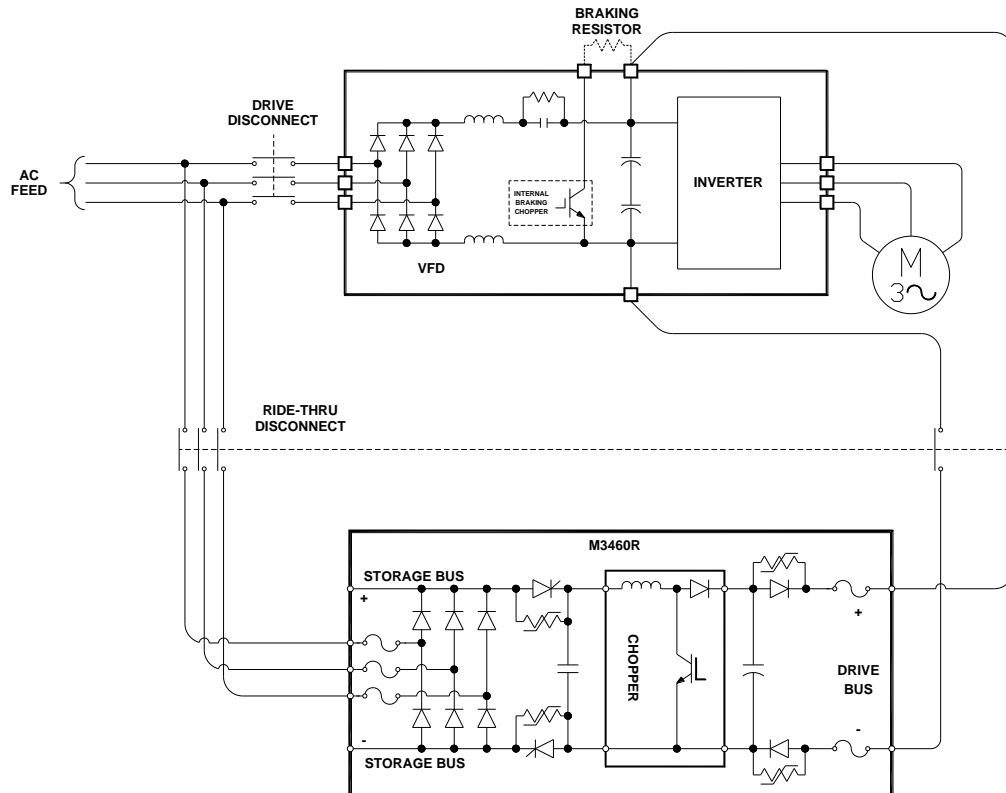 BRAKING
RESISTOR
DRIVE
DISCONNECT
AC
FEED
INTERNAL
BRAKING
CHOPPER
INVERTER
VFD
M
3
RIDE-THRU
DISCONNECT
M3460R
STORAGE BUS
+
+
CHOPPER
DRIVE
BUS
-
-
STORAGE BUS